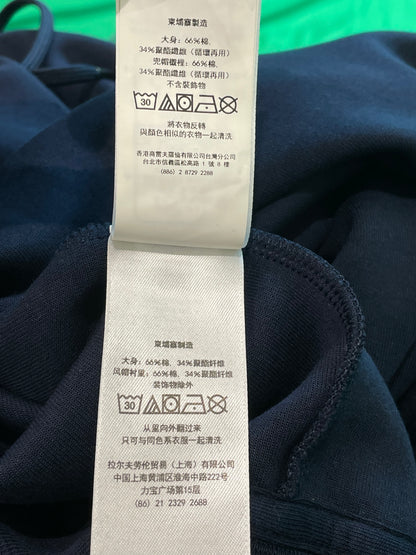 柬埔寨製造
大身：66%棉，
34%聚酯纖維（循環再用）
兜帽襯裡：66%棉，
34%聚酯纖維（循環再用）
不含裝飾物
30
將衣物反轉
與顏色相似的衣物一起清洗
香港商雷夫羅倫有限公司台灣分公司
台北市信義區松高路1號8樓
(886) 2 8729 2288
柬埔寨制造
大身：66%棉，34%聚酯纤维
风帽衬里：66%棉，34%聚酯纤维
装饰物除外
30
从里向外翻过来
只可与同色系衣服一起清洗
拉尔夫劳伦贸易（上海）有限公司
中国上海黄浦区淮海中路222号
力宝广场第15层
(86) 21 2329 2688